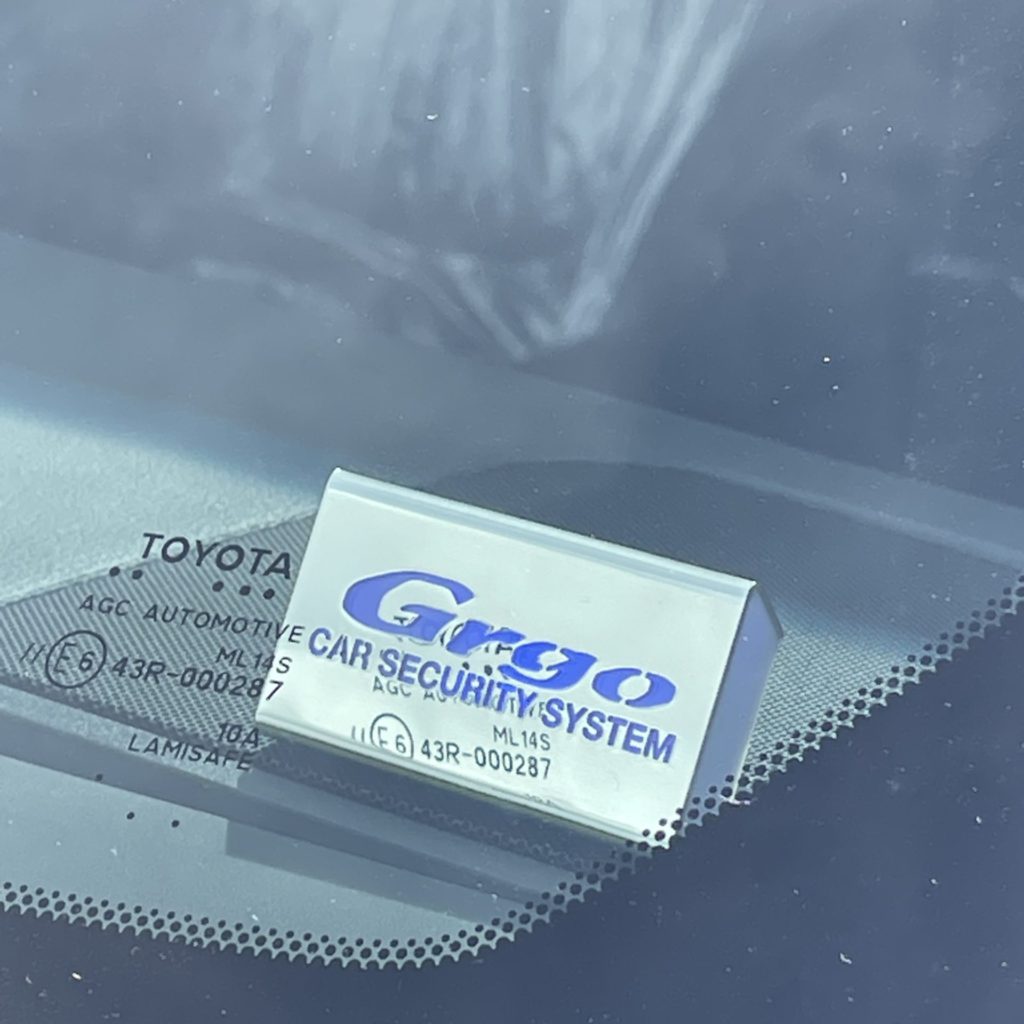 TOYOTA
AGC AUTOMOTIVE
ML14S
E6 43R-000287
10A
LAMISAFE
Grgo
CAR SECURITY SYSTEM
AGC AUTOMOTIVE
ML14S
E6 43R-000287